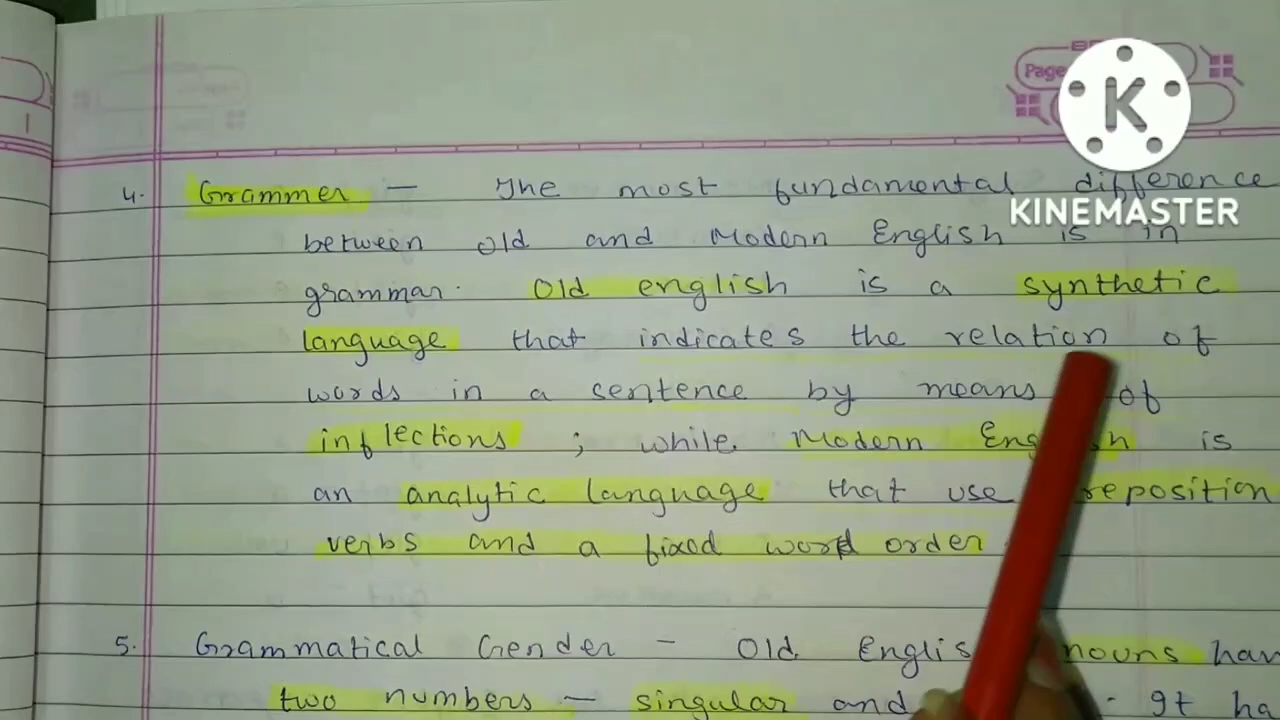 Page
KINEMASTER
4. Grammer — The most fundamental difference
between old and Modern English is in
grammar. Old english is a synthetic
language that indicates the relation of
words in a sentence by means of
inflections ; while Modern English is
an analytic language that use reposition
verbs and a fixed word order
5. Grammatical Gender — Old Englis nouns hav
two numbers — singular and . It ha